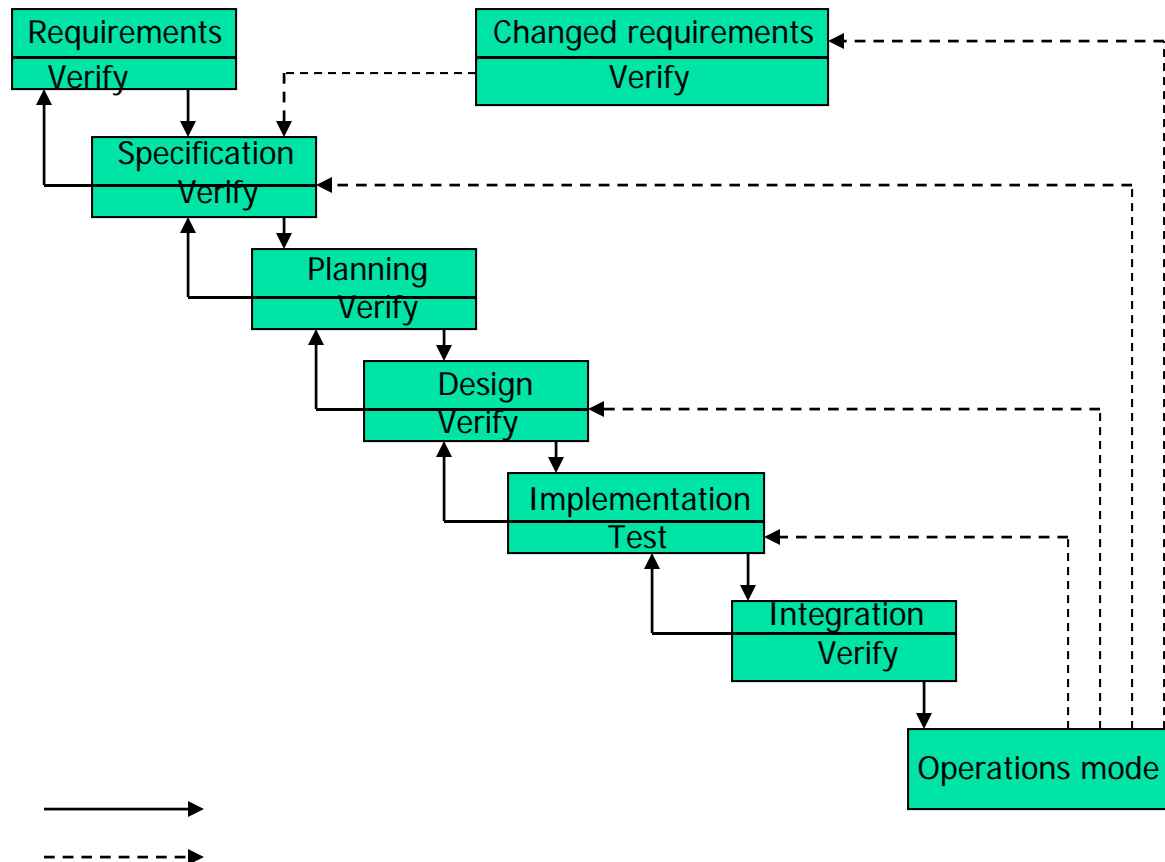 Requirements
Verify
Changed requirements
Verify
Specification
Verify
Planning
Verify
Design
Verify
Implementation
Test
Integration
Verify
Operations mode